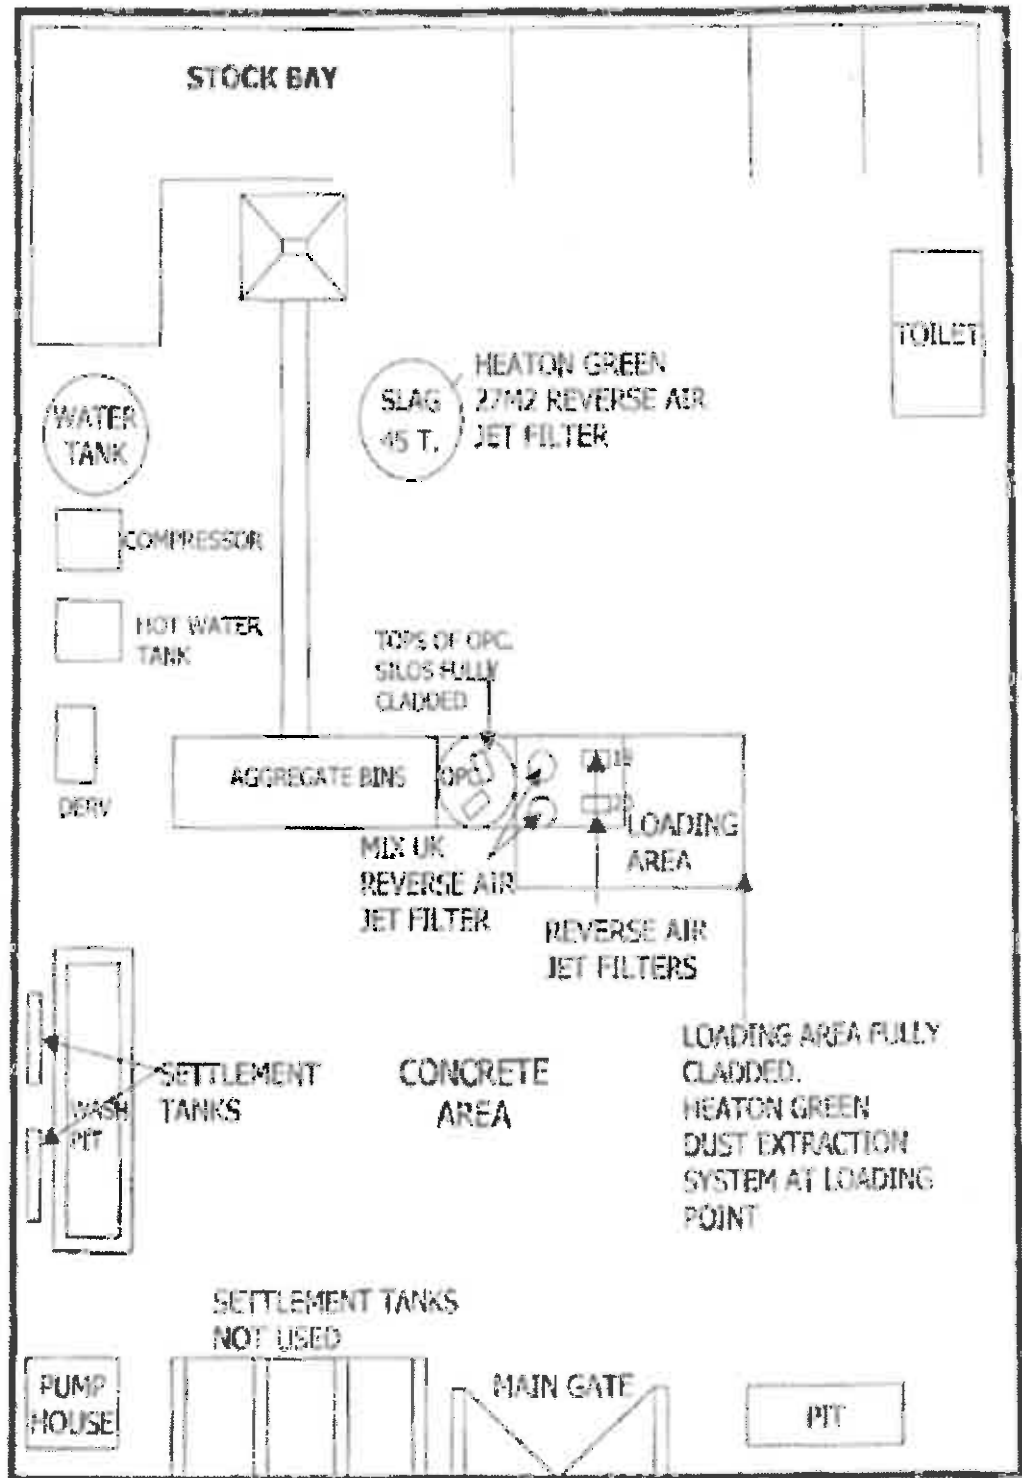 STOCK BAY
TOILET
HEATON GREEN
27M2 REVERSE AIR
JET FILTER
SLAG
45 T.
WATER
TANK
COMPRESSOR
HOT WATER
TANK
TOPS OF OPC.
SILOS FULLY
CLADDED
DERV
AGGREGATE BINS
OPC
LOADING
AREA
MIX UK
REVERSE AIR
JET FILTER
REVERSE AIR
JET FILTERS
SETTLEMENT
TANKS
WASH
PIT
CONCRETE
AREA
LOADING AREA FULLY
CLADDED.
HEATON GREEN
DUST EXTRACTION
SYSTEM AT LOADING
POINT
SETTLEMENT TANKS
NOT USED
PUMP
HOUSE
MAIN GATE
PIT